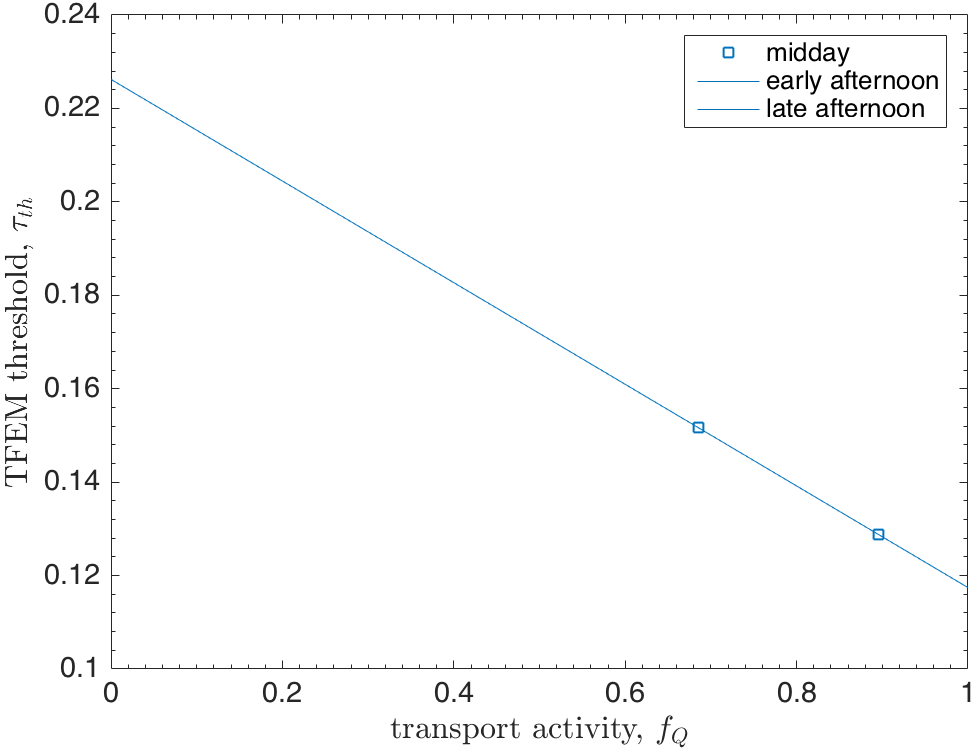 0.24
0.22
0.2
0.18
0.16
0.14
0.12
0.1
TFEM threshold, τth
midday
early afternoon
late afternoon
0 0.2 0.4 0.6 0.8 1
transport activity, fQ